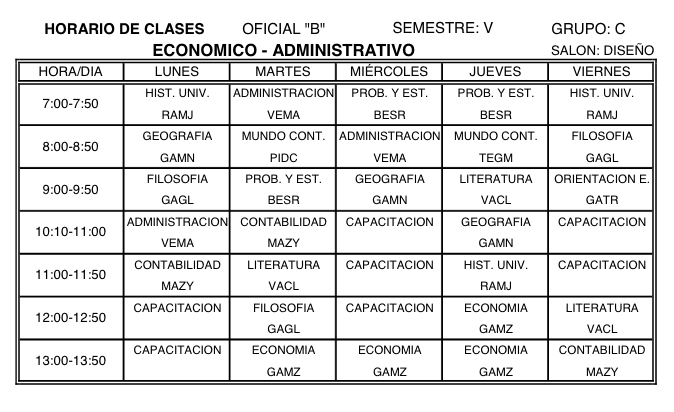 HORARIO DE CLASES OFICIAL "B" SEMESTRE: V GRUPO: C
ECONOMICO - ADMINISTRATIVO SALON: DISEÑO
HORA/DIA LUNES MARTES MIÉRCOLES JUEVES VIERNES
7:00-7:50 HIST. UNIV. ADMINISTRACION PROB. Y EST. PROB. Y EST. HIST. UNIV.
RAMJ VEMA BESR BESR RAMJ
8:00-8:50 GEOGRAFIA MUNDO CONT. ADMINISTRACION MUNDO CONT. FILOSOFIA
GAMN PIDC VEMA TEGM GAGL
9:00-9:50 FILOSOFIA PROB. Y EST. GEOGRAFIA LITERATURA ORIENTACION E.
GAGL BESR GAMN VACL GATR
10:10-11:00 ADMINISTRACION CONTABILIDAD CAPACITACION GEOGRAFIA CAPACITACION
VEMA MAZY GAMN
11:00-11:50 CONTABILIDAD LITERATURA CAPACITACION HIST. UNIV. CAPACITACION
MAZY VACL RAMJ
12:00-12:50 CAPACITACION FILOSOFIA CAPACITACION ECONOMIA LITERATURA
GAGL GAMZ VACL
13:00-13:50 CAPACITACION ECONOMIA ECONOMIA ECONOMIA CONTABILIDAD
GAMZ GAMZ GAMZ MAZY